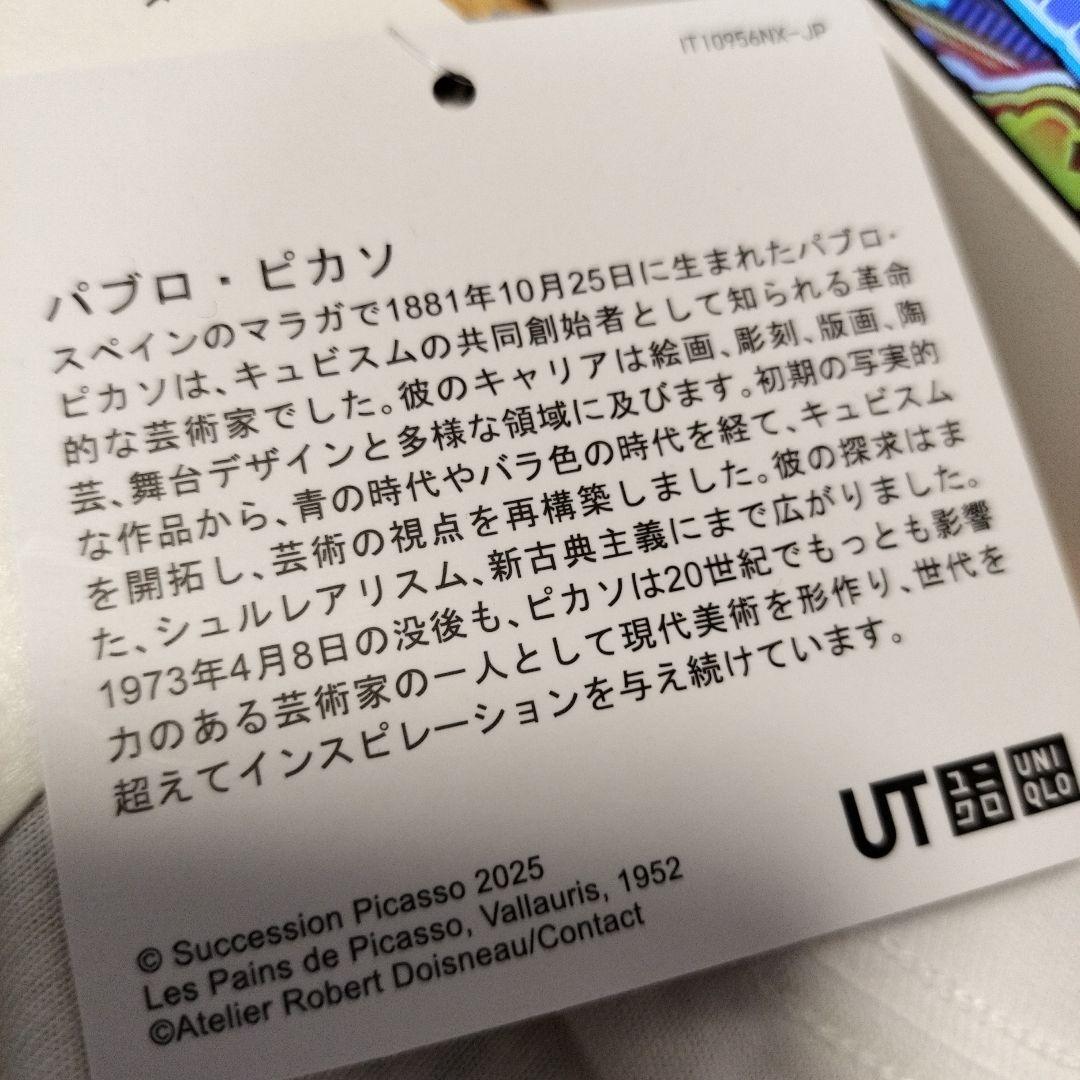 IT10956NX-JP
パブロ・ピカソ
スペインのマラガで1881年10月25日に生まれたパブロ・
ピカソは、キュビスムの共同創始者として知られる革命
的な芸術家でした。彼のキャリアは絵画、彫刻、版画、陶
芸、舞台デザインと多様な領域に及びます。初期の写実的
な作品から、青の時代やバラ色の時代を経て、キュビスム
を開拓し、芸術の視点を再構築しました。彼の探求はま
た、シュルレアリスム、新古典主義にまで広がりました。
1973年4月8日の没後も、ピカソは20世紀でもっとも影響
力のある芸術家の一人として現代美術を形作り、世代を
超えてインスピレーションを与え続けています。
UT ユニクロ UNIQLO
© Succession Picasso 2025
Les Pains de Picasso, Vallauris, 1952
©Atelier Robert Doisneau/Contact